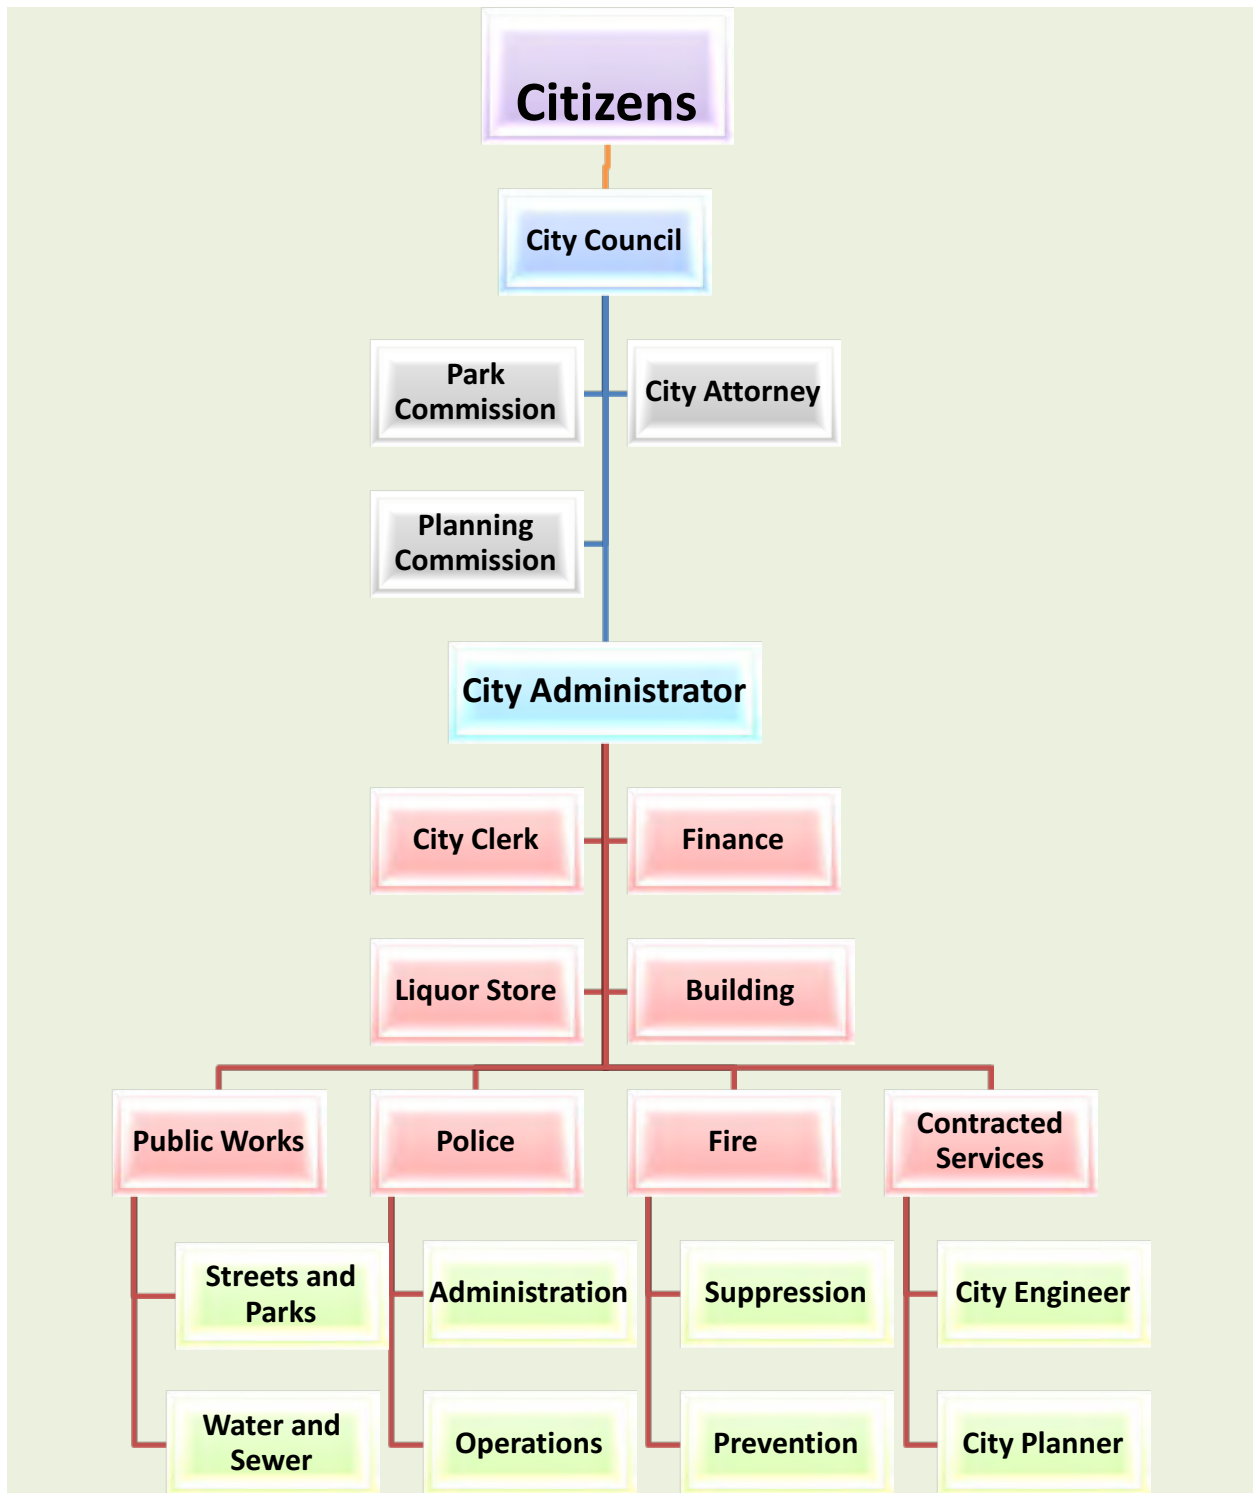 Citizens
City Council
Park
Commission
City Attorney
Planning
Commission
City Administrator
City Clerk
Finance
Liquor Store
Building
Public Works
Police
Fire
Contracted
Services
Streets and
Parks
Administration
Suppression
City Engineer
Water and
Sewer
Operations
Prevention
City Planner